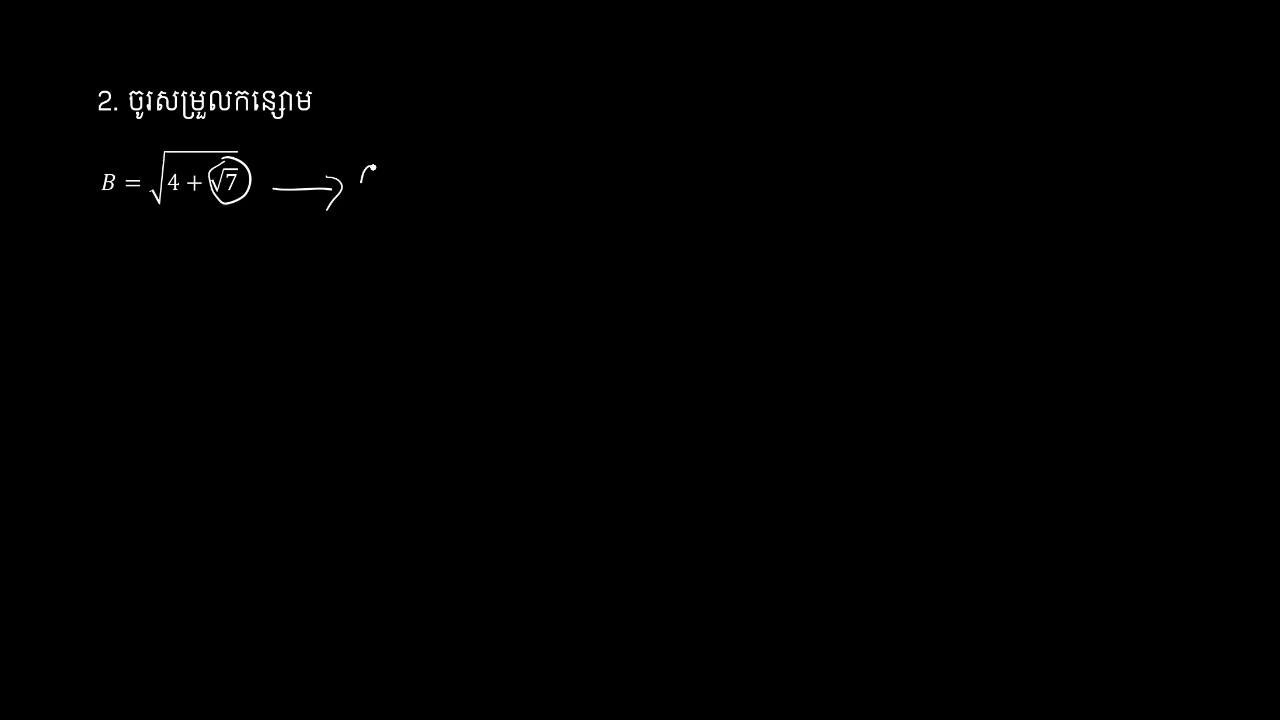 2. ចូរសម្រួលកន្សោម
B = √(4 + √7) ⟶